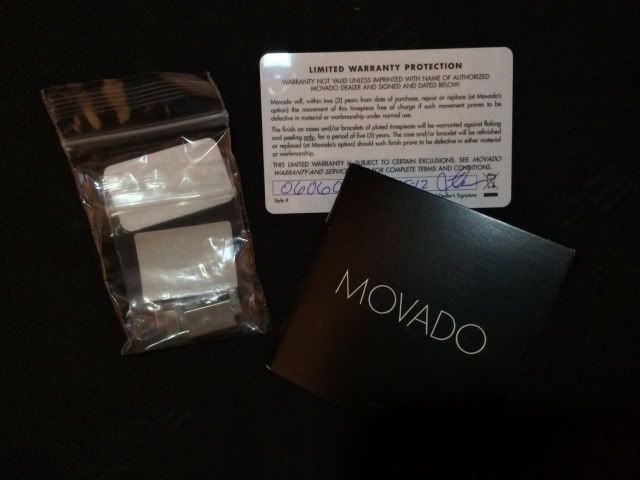 LIMITED WARRANTY PROTECTION
WARRANTY NOT VALID UNLESS IMPRINTED WITH NAME OF AUTHORIZED
MOVADO DEALER AND SIGNED AND DATED BELOW.
Movado will, within two (2) years from date of purchase, repair or replace (at Movado's
option) the movement of this timepiece free of charge if such movement proves to be
defective in material or workmanship under normal use.
The finish on cases and/or bracelets of plated timepieces will be warranted against flaking
and peeling only, for a period of five (5) years. The case and/or bracelet will be refinished
or replaced (at Movado's option) should such finish prove to be defective in either material
or workmanship.
THIS LIMITED WARRANTY IS SUBJECT TO CERTAIN EXCLUSIONS. SEE MOVADO
WARRANTY AND SERVICE FOR COMPLETE TERMS AND CONDITIONS.
06060 12
Style # Dealer's Signature
MOVADO